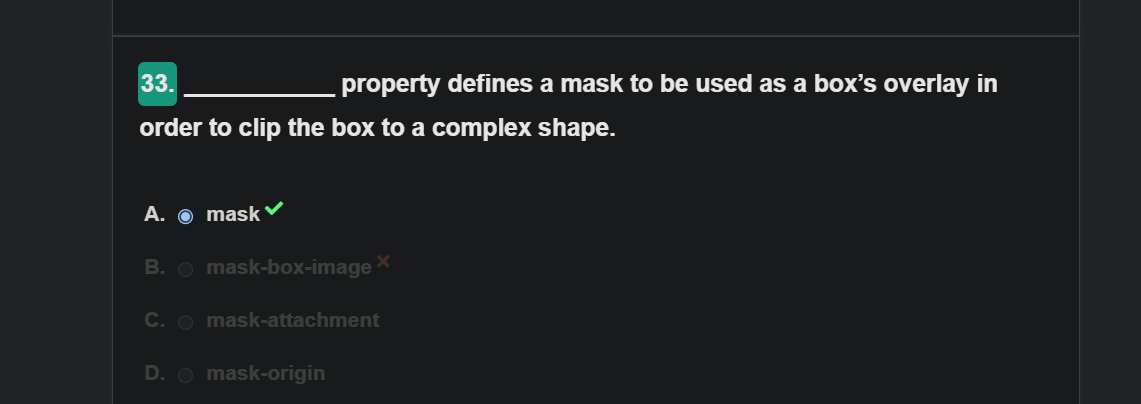 33. __________ property defines a mask to be used as a box’s overlay in
order to clip the box to a complex shape.
A. mask
B. mask-box-image
C. mask-attachment
D. mask-origin